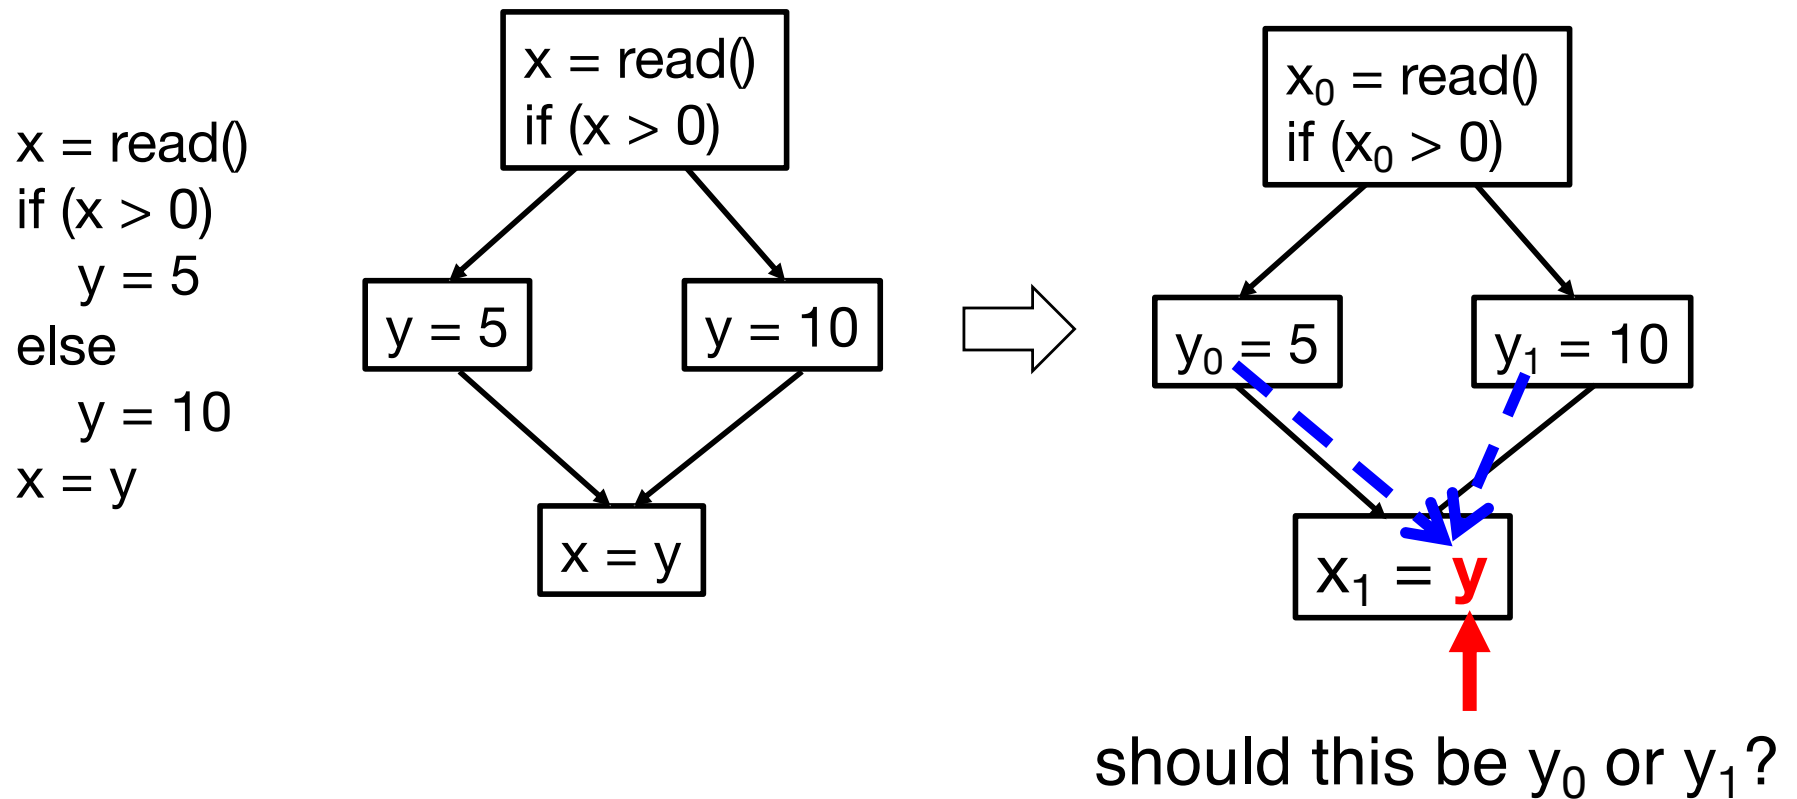 x = read()
if (x > 0)
y = 5
else
y = 10
x = y
x = read()
if (x > 0)
y = 5
y = 10
x = y
x₀ = read()
if (x₀ > 0)
y₀ = 5
y₁ = 10
x₁ = y
should this be y₀ or y₁?